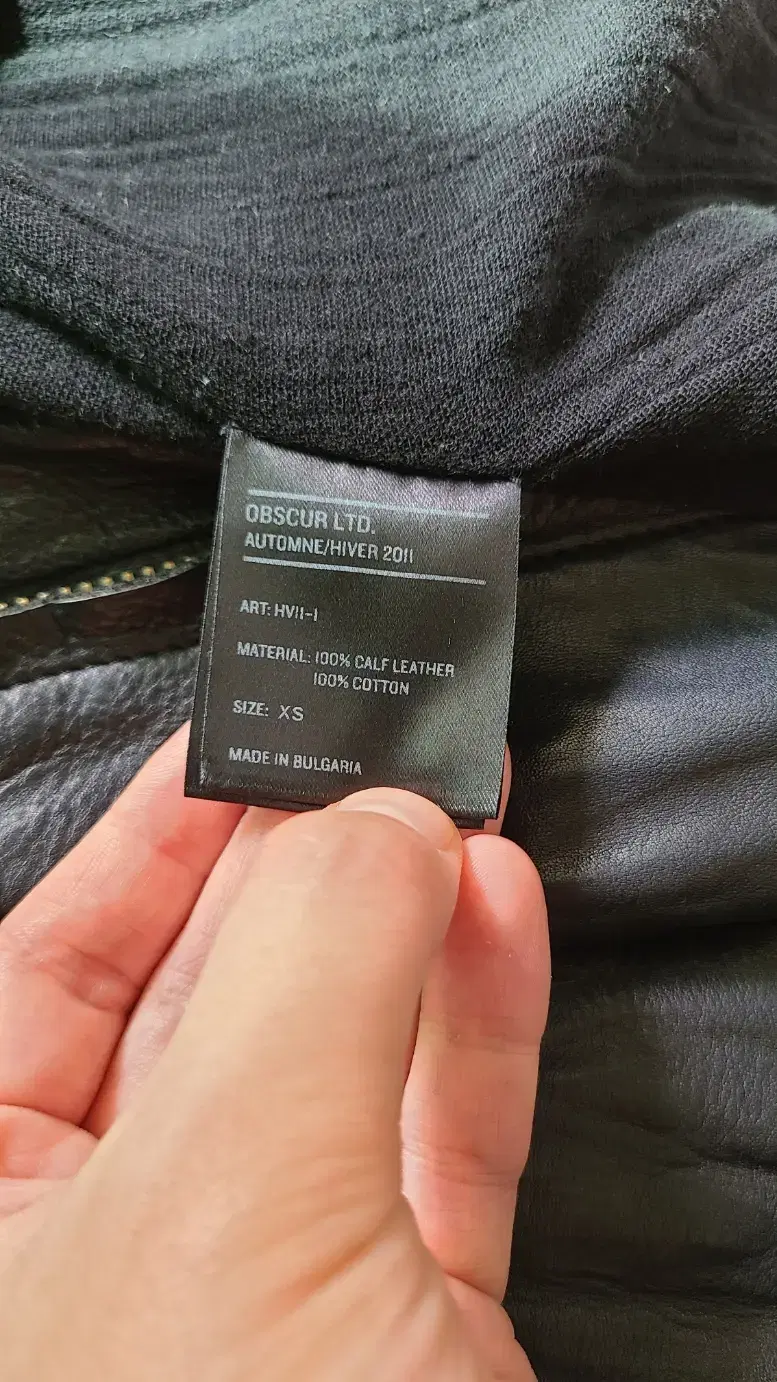 OBSCUR LTD.
AUTOMNE/HIVER 2011
ART: HV11-1
MATERIAL: 100% CALF LEATHER
100% COTTON
SIZE: XS
MADE IN BULGARIA